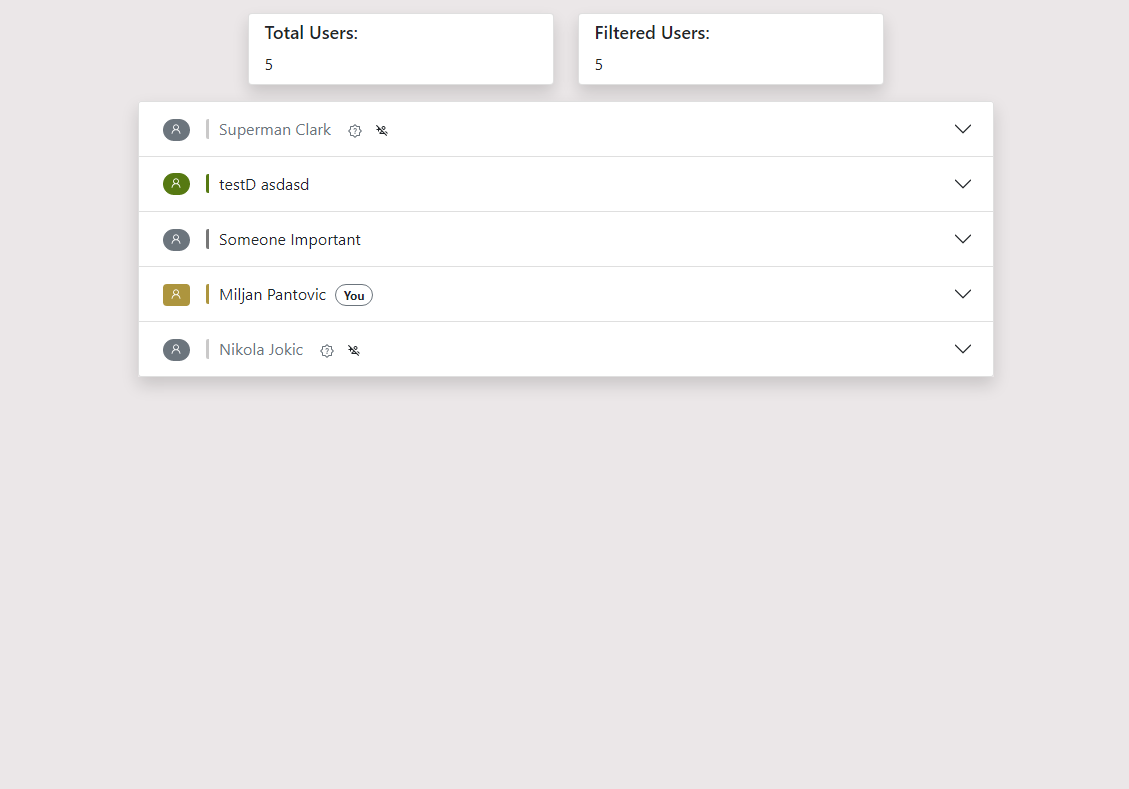 Total Users:
5
Filtered Users:
5
Superman Clark
testD asdasd
Someone Important
Miljan Pantovic You
Nikola Jokic